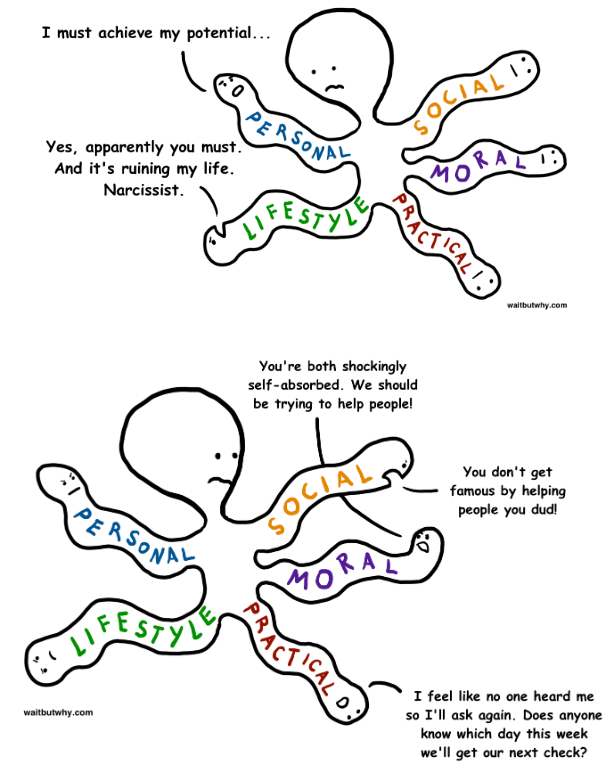 I must achieve my potential...
Yes, apparently you must.
And it's ruining my life.
Narcissist.
PERSONAL
SOCIAL
MORAL
LIFESTYLE
PRACTICAL
waitbutwhy.com
You're both shockingly
self-absorbed. We should
be trying to help people!
You don't get
famous by helping
people you dud!
SOCIAL
PERSONAL
MORAL
LIFESTYLE
PRACTICAL
I feel like no one heard me
so I'll ask again. Does anyone
know which day this week
we'll get our next check?
waitbutwhy.com